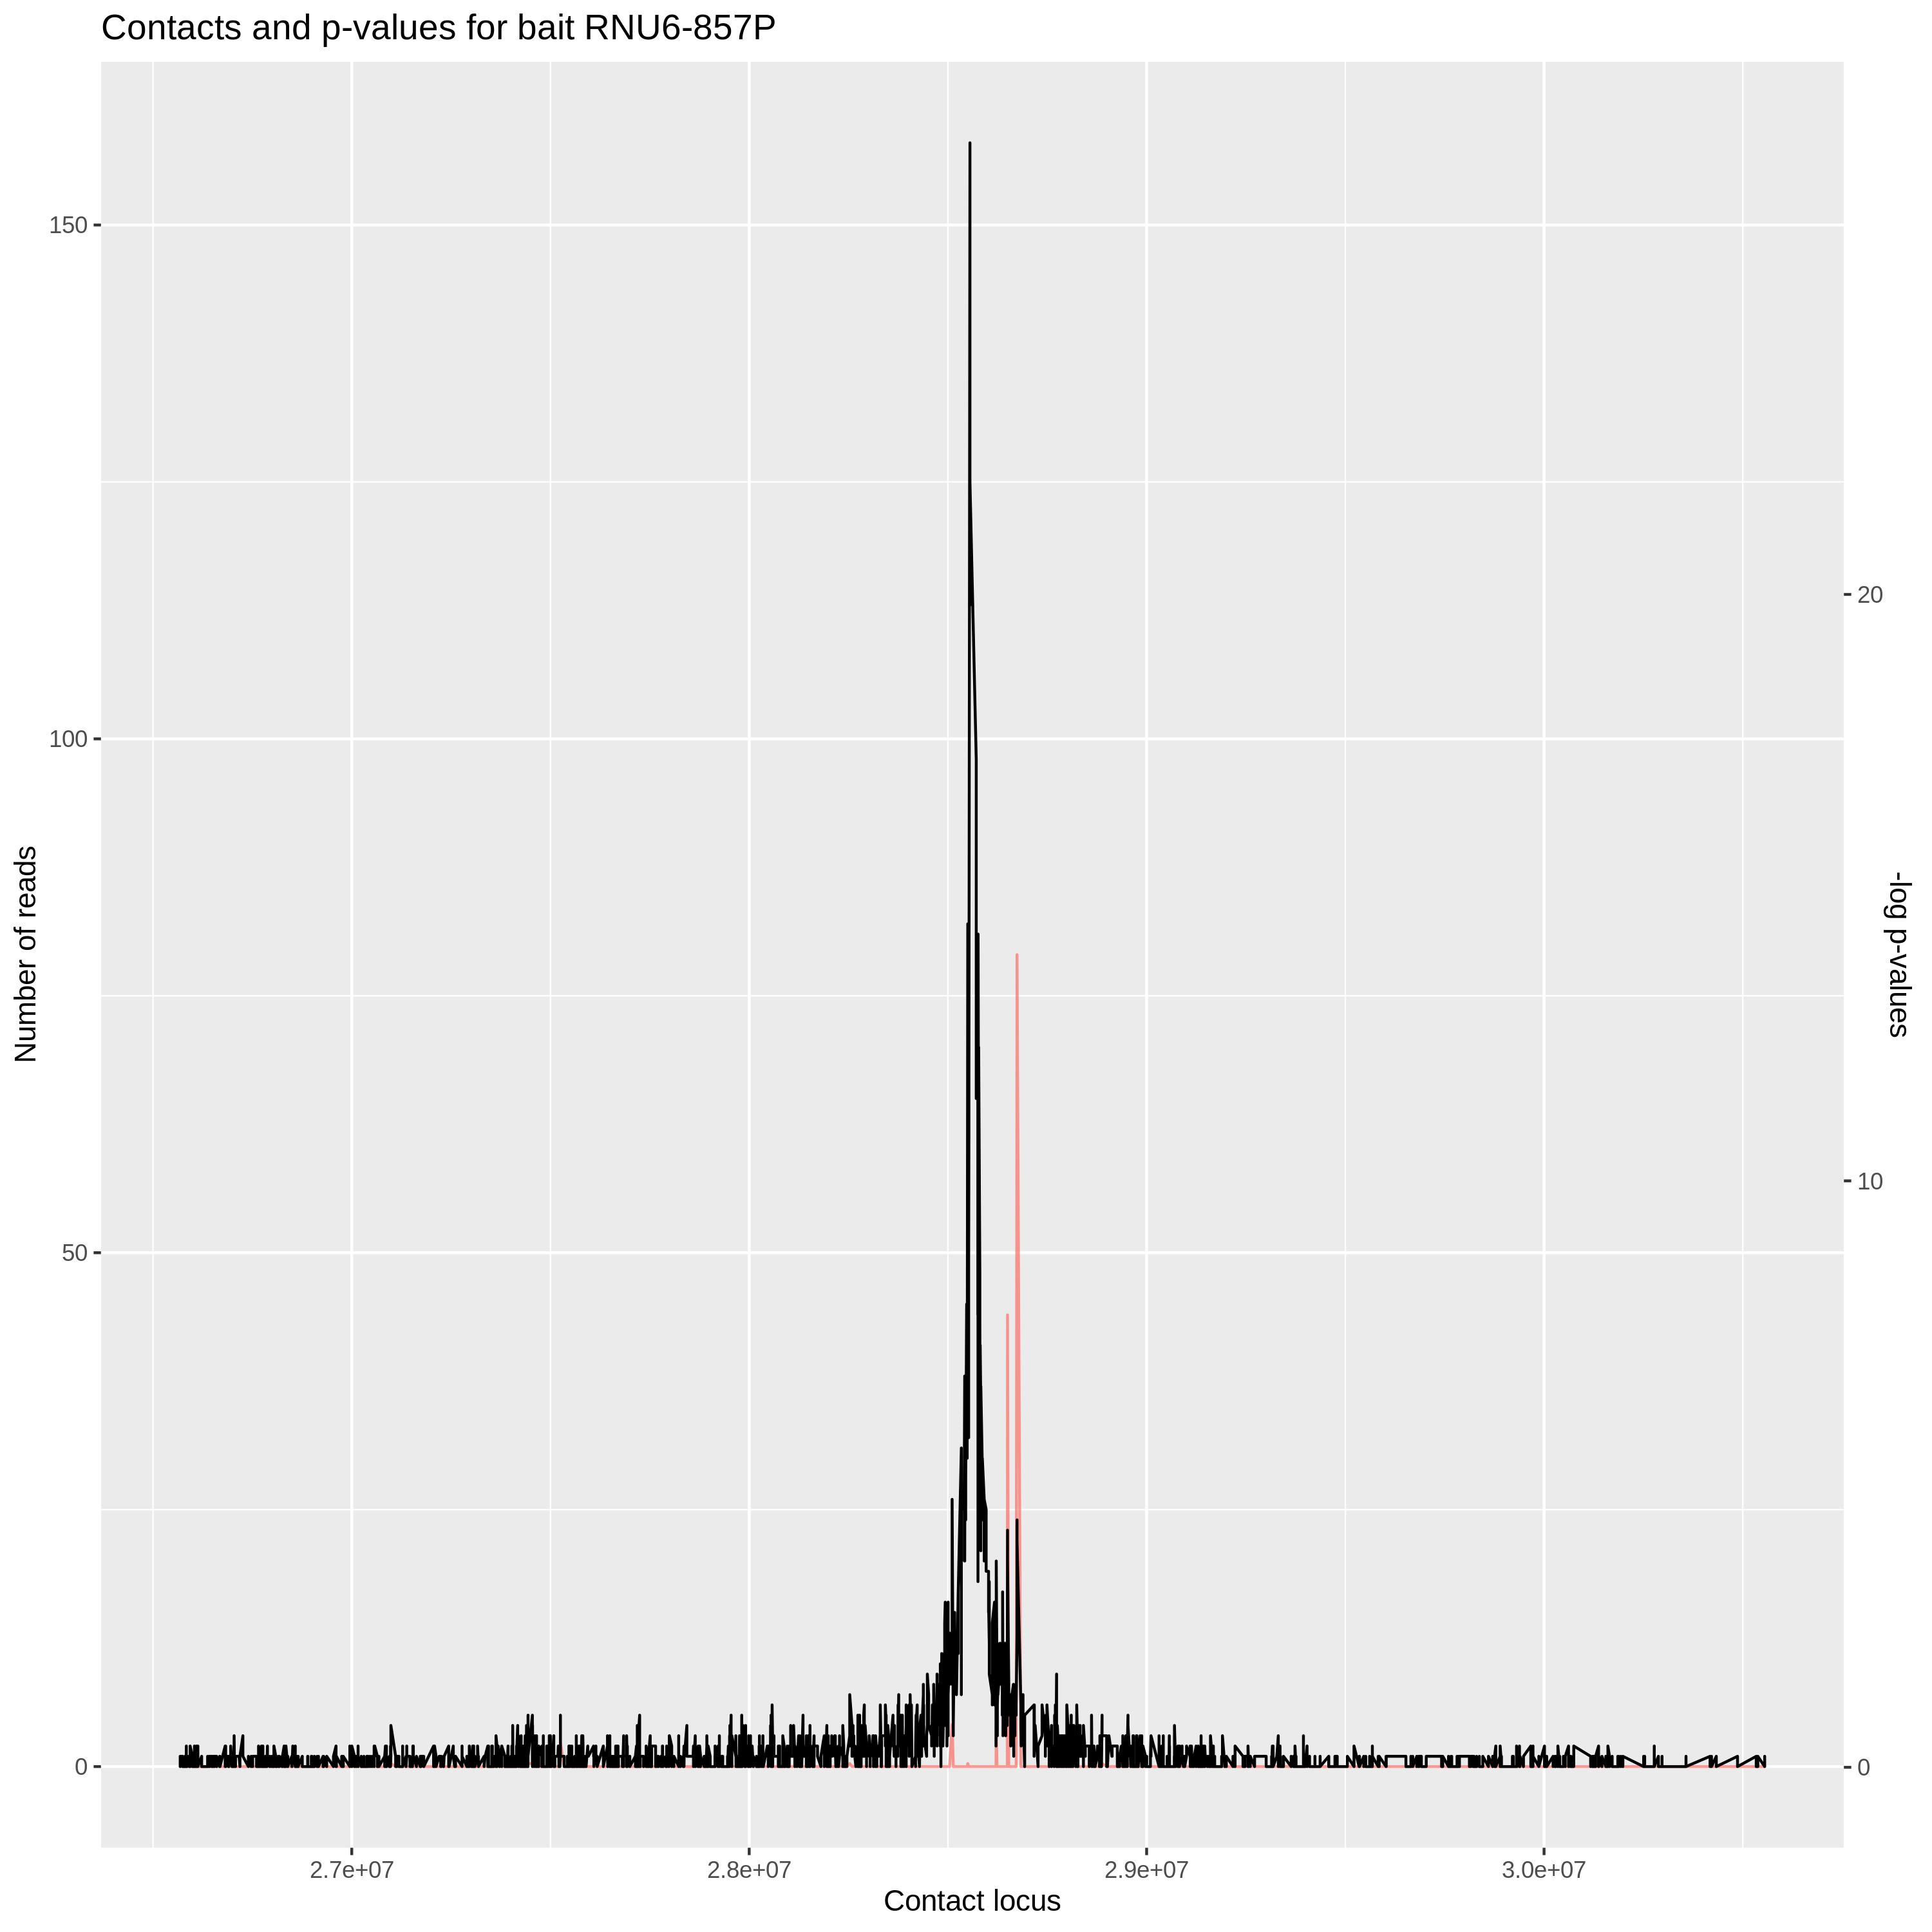 Contacts and p-values for bait RNU6-857P
150
100
50
0
Number of reads
20
10
0
-log p-values
2.7e+07
2.8e+07
2.9e+07
3.0e+07
Contact locus